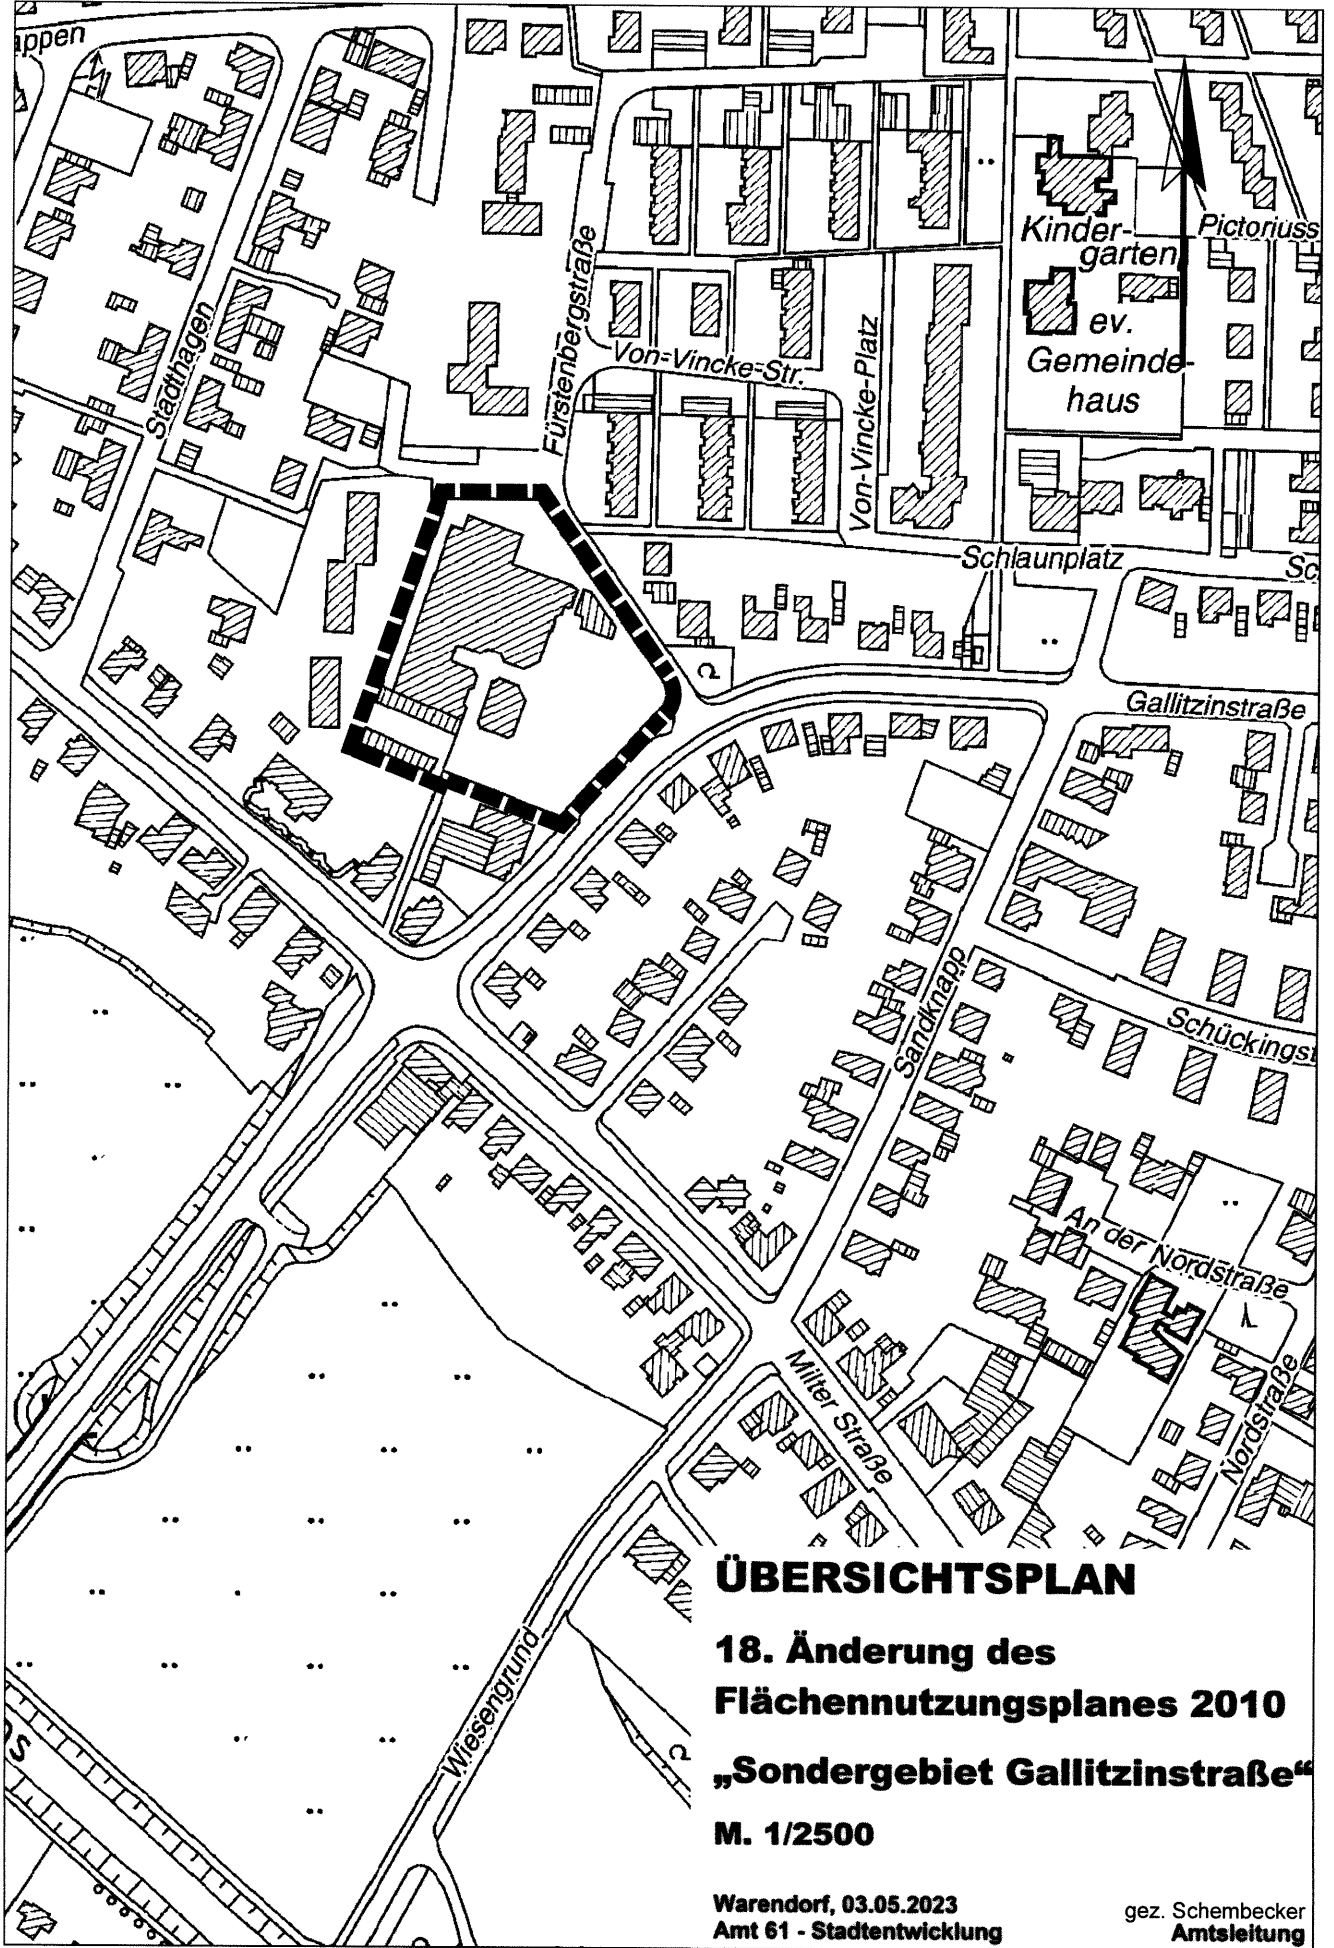 appen
Kinder-
garten
Pictoriuss
ev.
Gemeinde-
haus
Stadthagen
Fürstenbergstraße
Von-Vincke-Str.
Von-Vincke-Platz
Schlaunplatz
Sc
Gallitzinstraße
Sandknapp
Schückingst
An der Nordstraße
Nordstraße
Milter Straße
Wiesengrund
os
ÜBERSICHTSPLAN
18. Änderung des
Flächennutzungsplanes 2010
„Sondergebiet Gallitzinstraße“
M. 1/2500
Warendorf, 03.05.2023
Amt 61 - Stadtentwicklung
gez. Schembecker
Amtsleitung